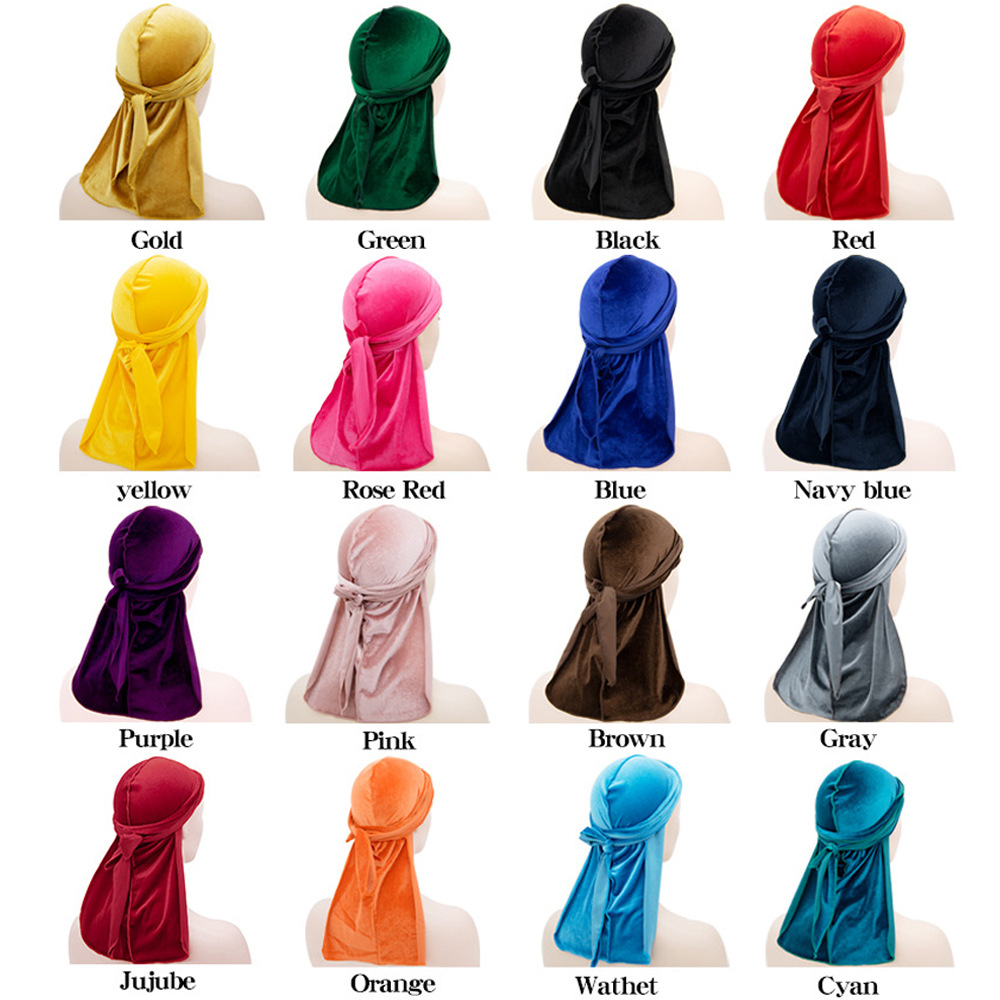 Gold
Green
Black
Red
yellow
Rose Red
Blue
Navy blue
Purple
Pink
Brown
Gray
Jujube
Orange
Wathet
Cyan